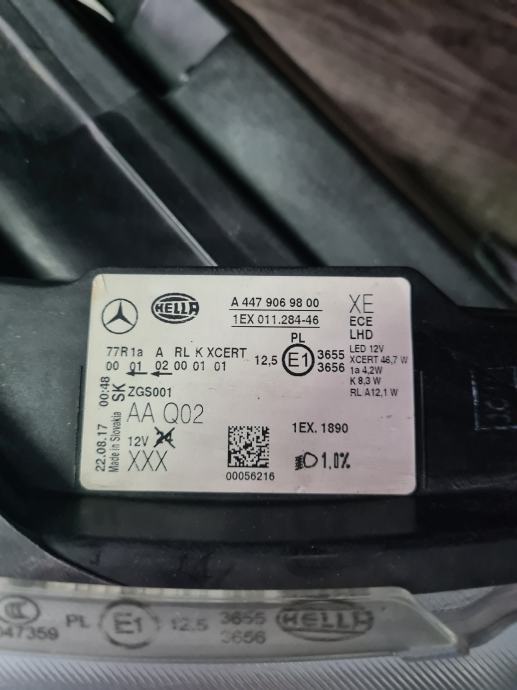 HELLA
A 447 906 98 00
1EX 011.284-46
XE
ECE
LHD
LED 12V
XCERT 46,7 W
1a 4,2W
K 8,3 W
RL A12,1 W
77R1a A RL K XCERT
00 01 02 00 01 01
12,5
PL
E1
3655
3656
22.08.17 00:48
Made in Slovakia
SK
ZGS001
AA Q02
12V 24
XXX
00056216
1EX. 1890
1,0%
047359
PL
E1
12.5
3655
3656
HELLA